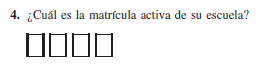 4. ¿Cuál es la matrícula activa de su escuela?